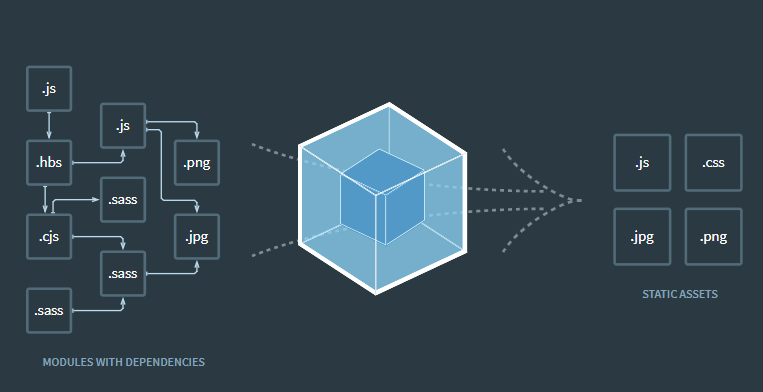 .js
.js
.hbs
.png
.sass
.cjs
.jpg
.sass
.sass
MODULES WITH DEPENDENCIES
.js
.css
.jpg
.png
STATIC ASSETS